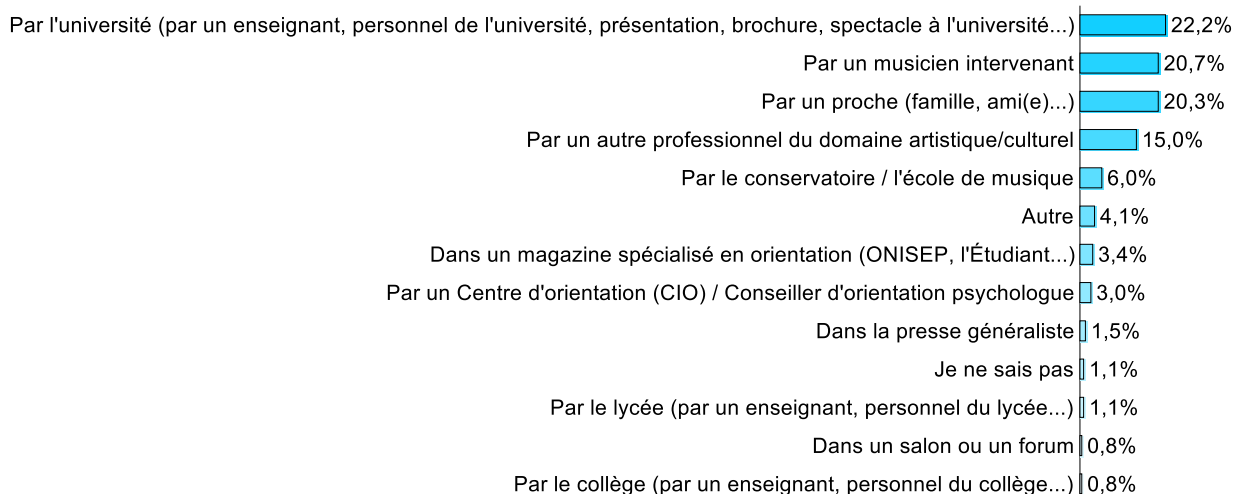 Par l'université (par un enseignant, personnel de l'université, présentation, brochure, spectacle à l'université...) 22,2%
Par un musicien intervenant 20,7%
Par un proche (famille, ami(e)...) 20,3%
Par un autre professionnel du domaine artistique/culturel 15,0%
Par le conservatoire / l'école de musique 6,0%
Autre 4,1%
Dans un magazine spécialisé en orientation (ONISEP, l'Étudiant...) 3,4%
Par un Centre d'orientation (CIO) / Conseiller d'orientation psychologue 3,0%
Dans la presse généraliste 1,5%
Je ne sais pas 1,1%
Par le lycée (par un enseignant, personnel du lycée...) 1,1%
Dans un salon ou un forum 0,8%
Par le collège (par un enseignant, personnel du collège...) 0,8%